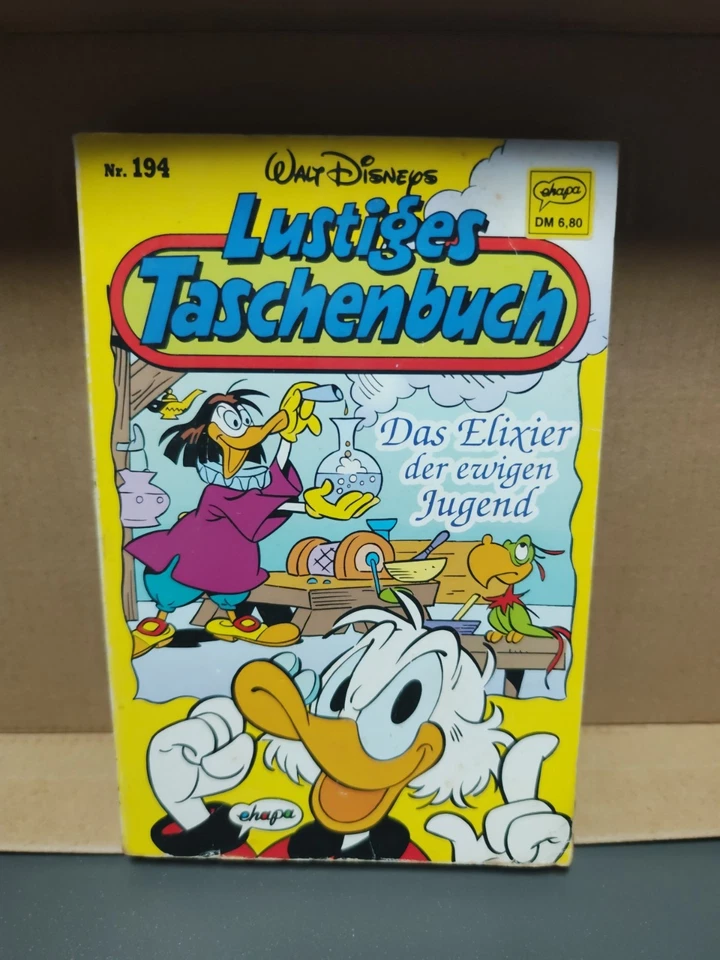 Nr. 194
WALT DISNEYS
ehapa
DM 6,80
Lustiges
Taschenbuch
Das Elixier
der ewigen
Jugend
ehapa